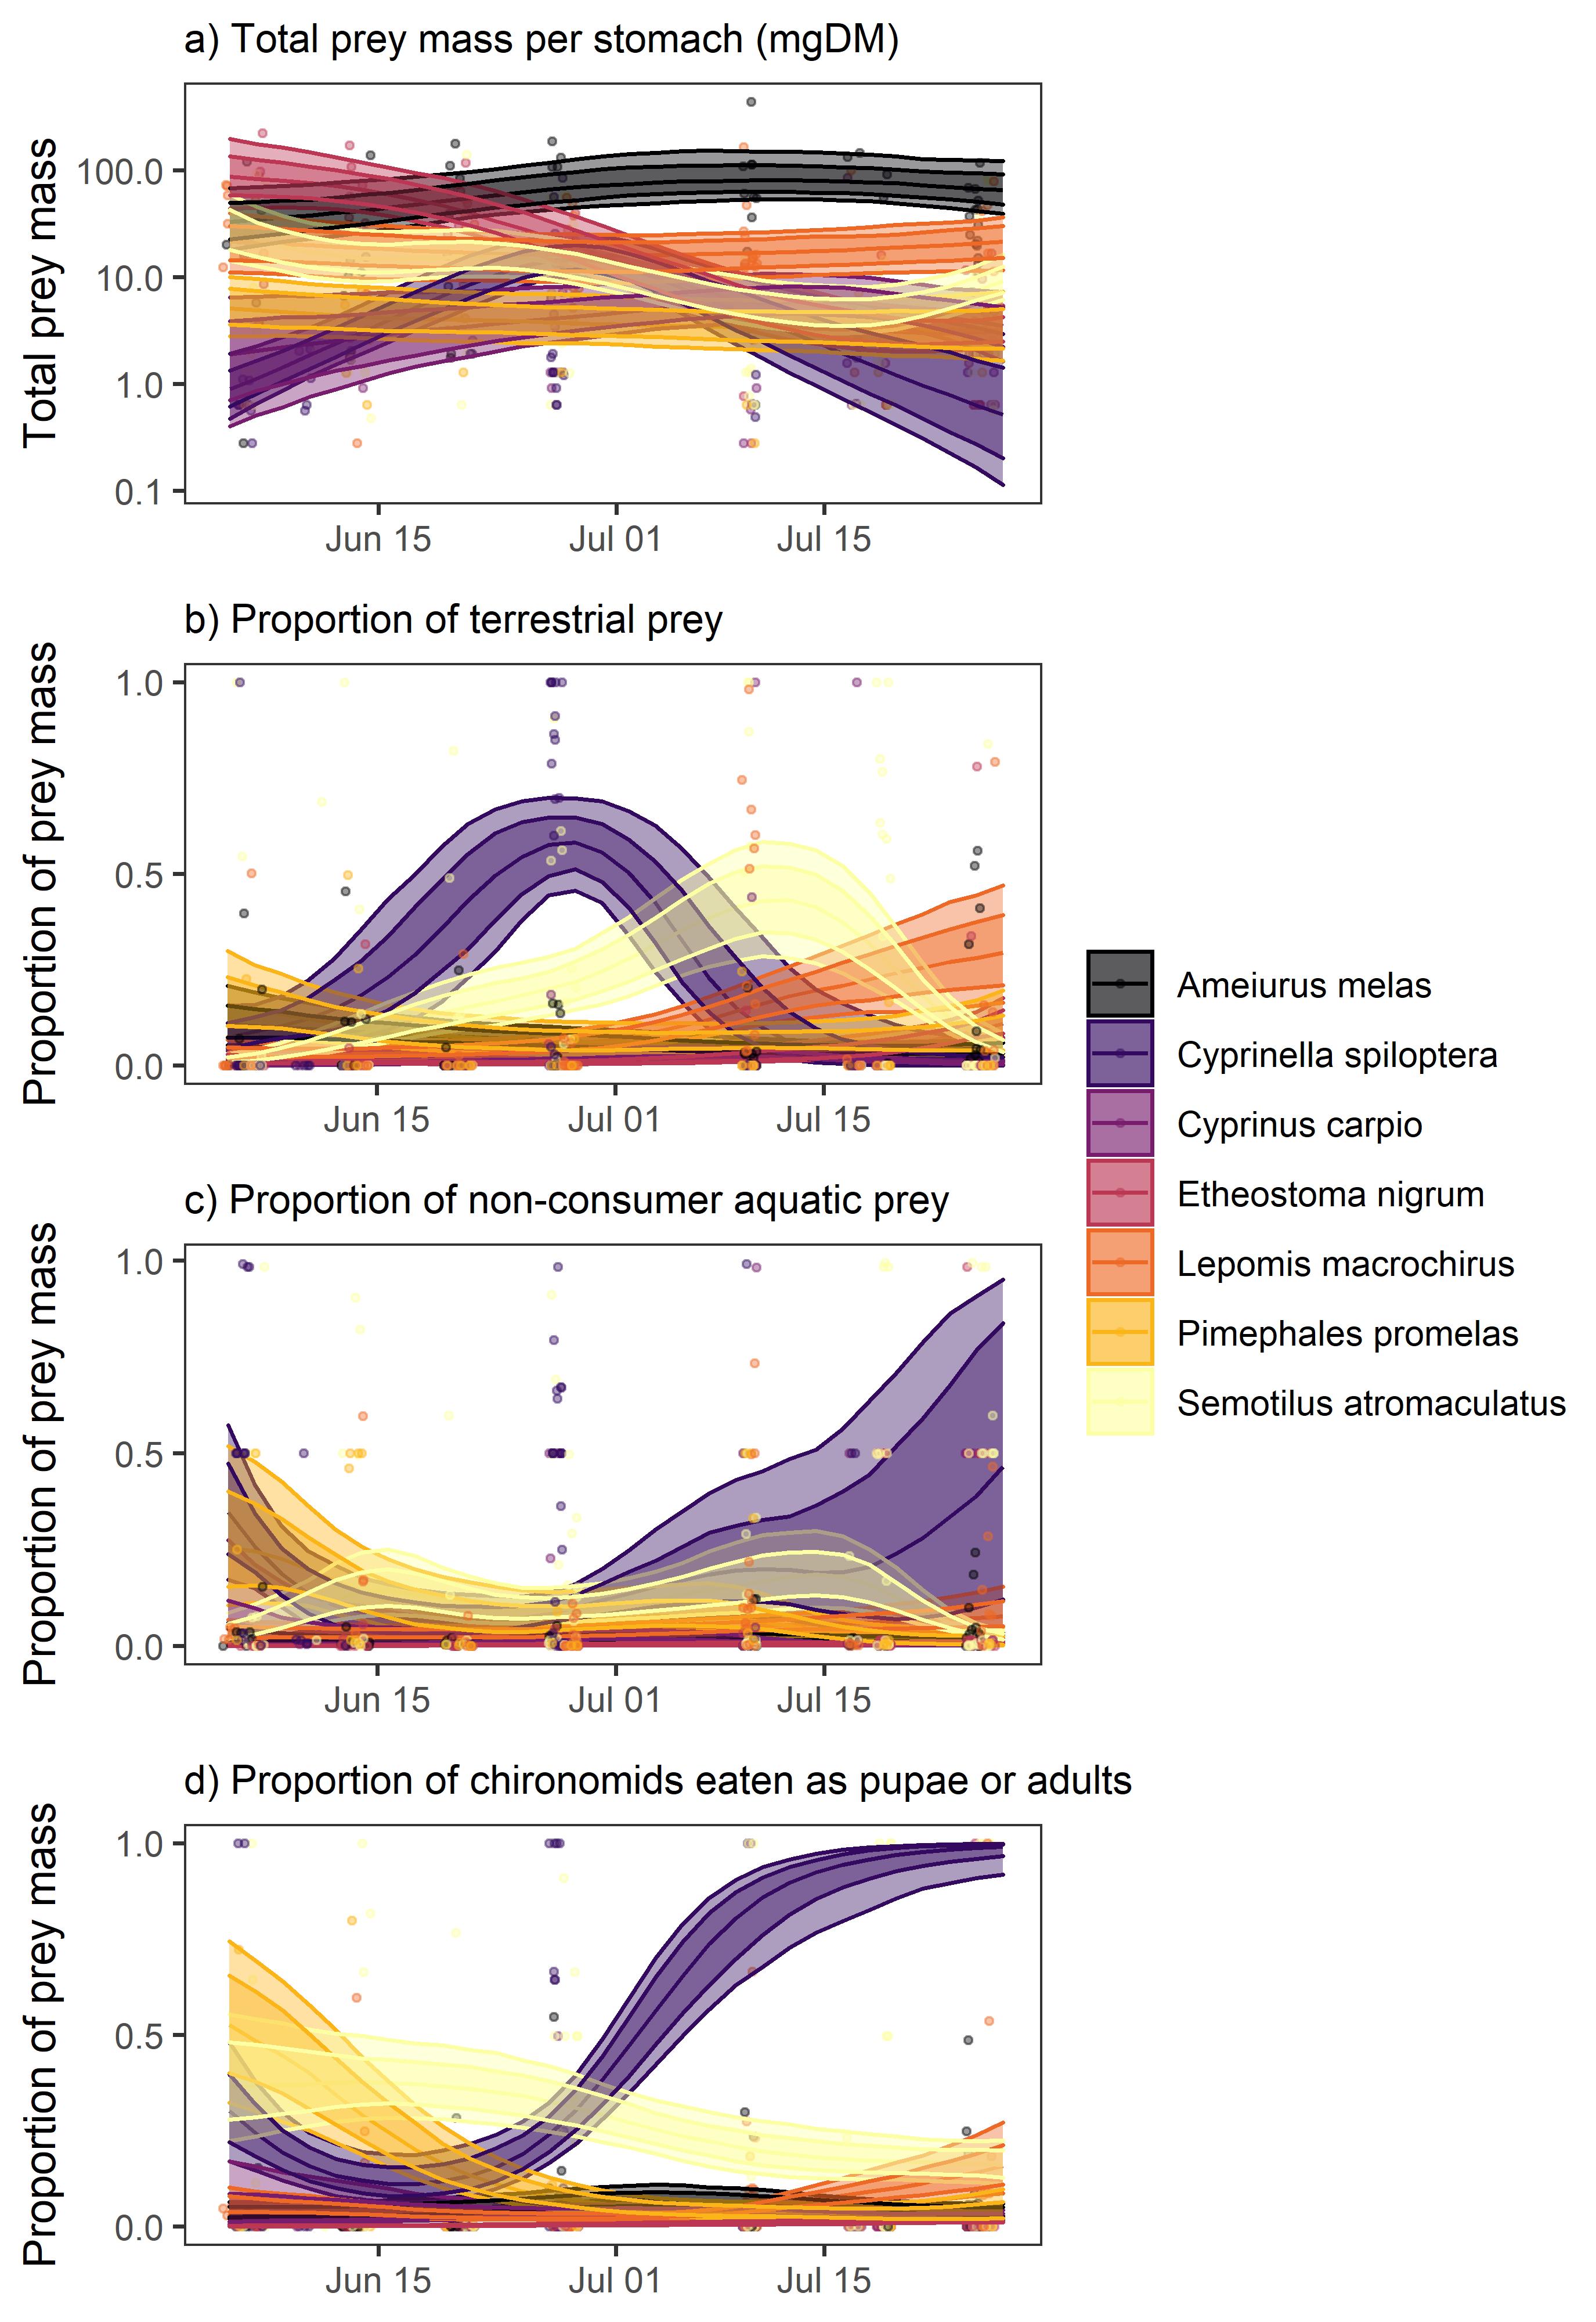 a) Total prey mass per stomach (mgDM)
Total prey mass
100.0
10.0
1.0
0.1
Jun 15
Jul 01
Jul 15
b) Proportion of terrestrial prey
Proportion of prey mass
1.0
0.5
0.0
Jun 15
Jul 01
Jul 15
Ameiurus melas
Cyprinella spiloptera
Cyprinus carpio
Etheostoma nigrum
Lepomis macrochirus
Pimephales promelas
Semotilus atromaculatus
c) Proportion of non-consumer aquatic prey
Proportion of prey mass
1.0
0.5
0.0
Jun 15
Jul 01
Jul 15
d) Proportion of chironomids eaten as pupae or adults
Proportion of prey mass
1.0
0.5
0.0
Jun 15
Jul 01
Jul 15